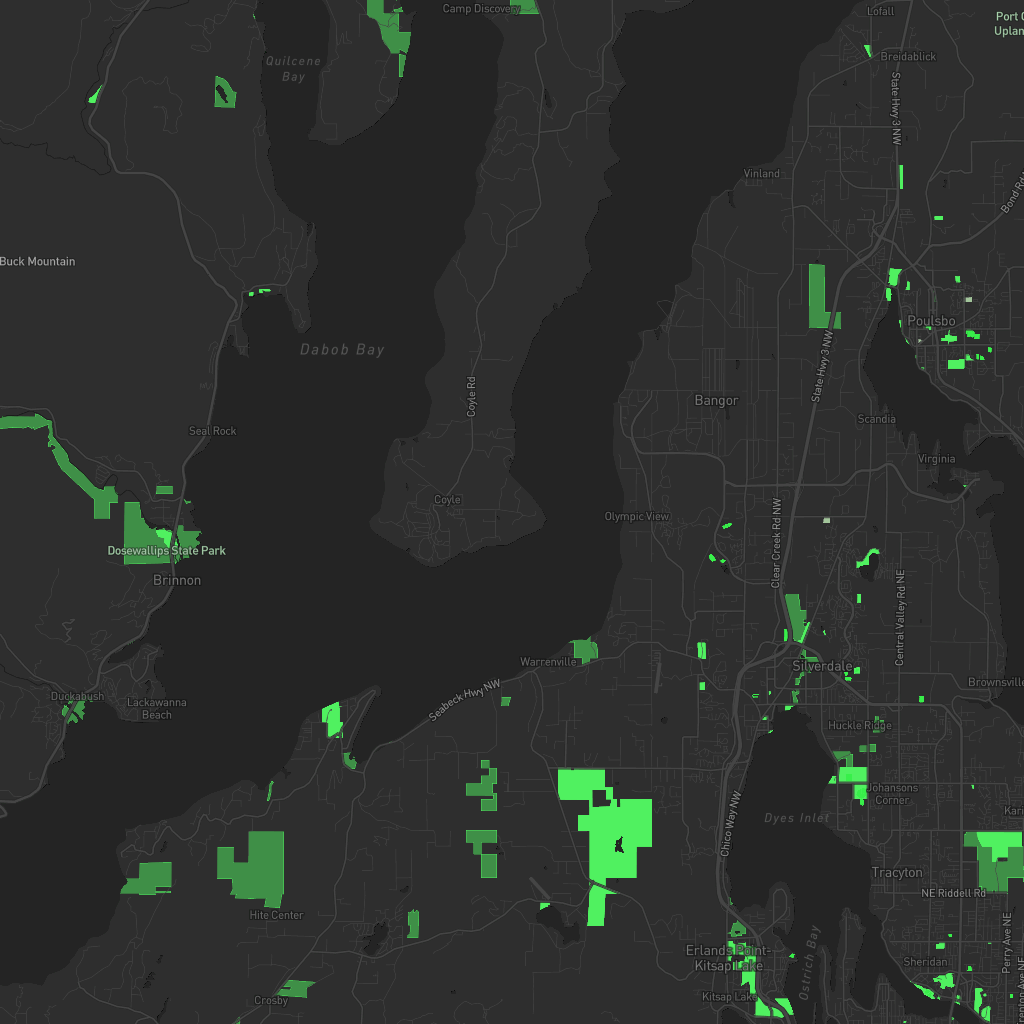 Camp Discovery
Lofall
Port G
Uplan
Breidablick
Quilcene
Bay
State Hwy 3 NW
Vinland
Bond Rd N
Buck Mountain
Poulsbo
Dabob Bay
State Hwy 3 NW
Coyle Rd
Bangor
Scandia
Seal Rock
Virginia
Coyle
Olympic View
Clear Creek Rd NW
Dosewallips State Park
Brinnon
Central Valley Rd NE
Warrenville
Silverdale
Brownsville
Duckabush
Lackawanna
Beach
Seabeck Hwy NW
Huckle Ridge
Johansons
Corner
Kari
Dyes Inlet
Chico Way NW
Tracyton
NE Riddell Rd
Hite Center
Perry Ave NE
Erlands Point-
Kitsap Lake
Ostrich Bay
Sheridan
Kitsap Lake
Crosby